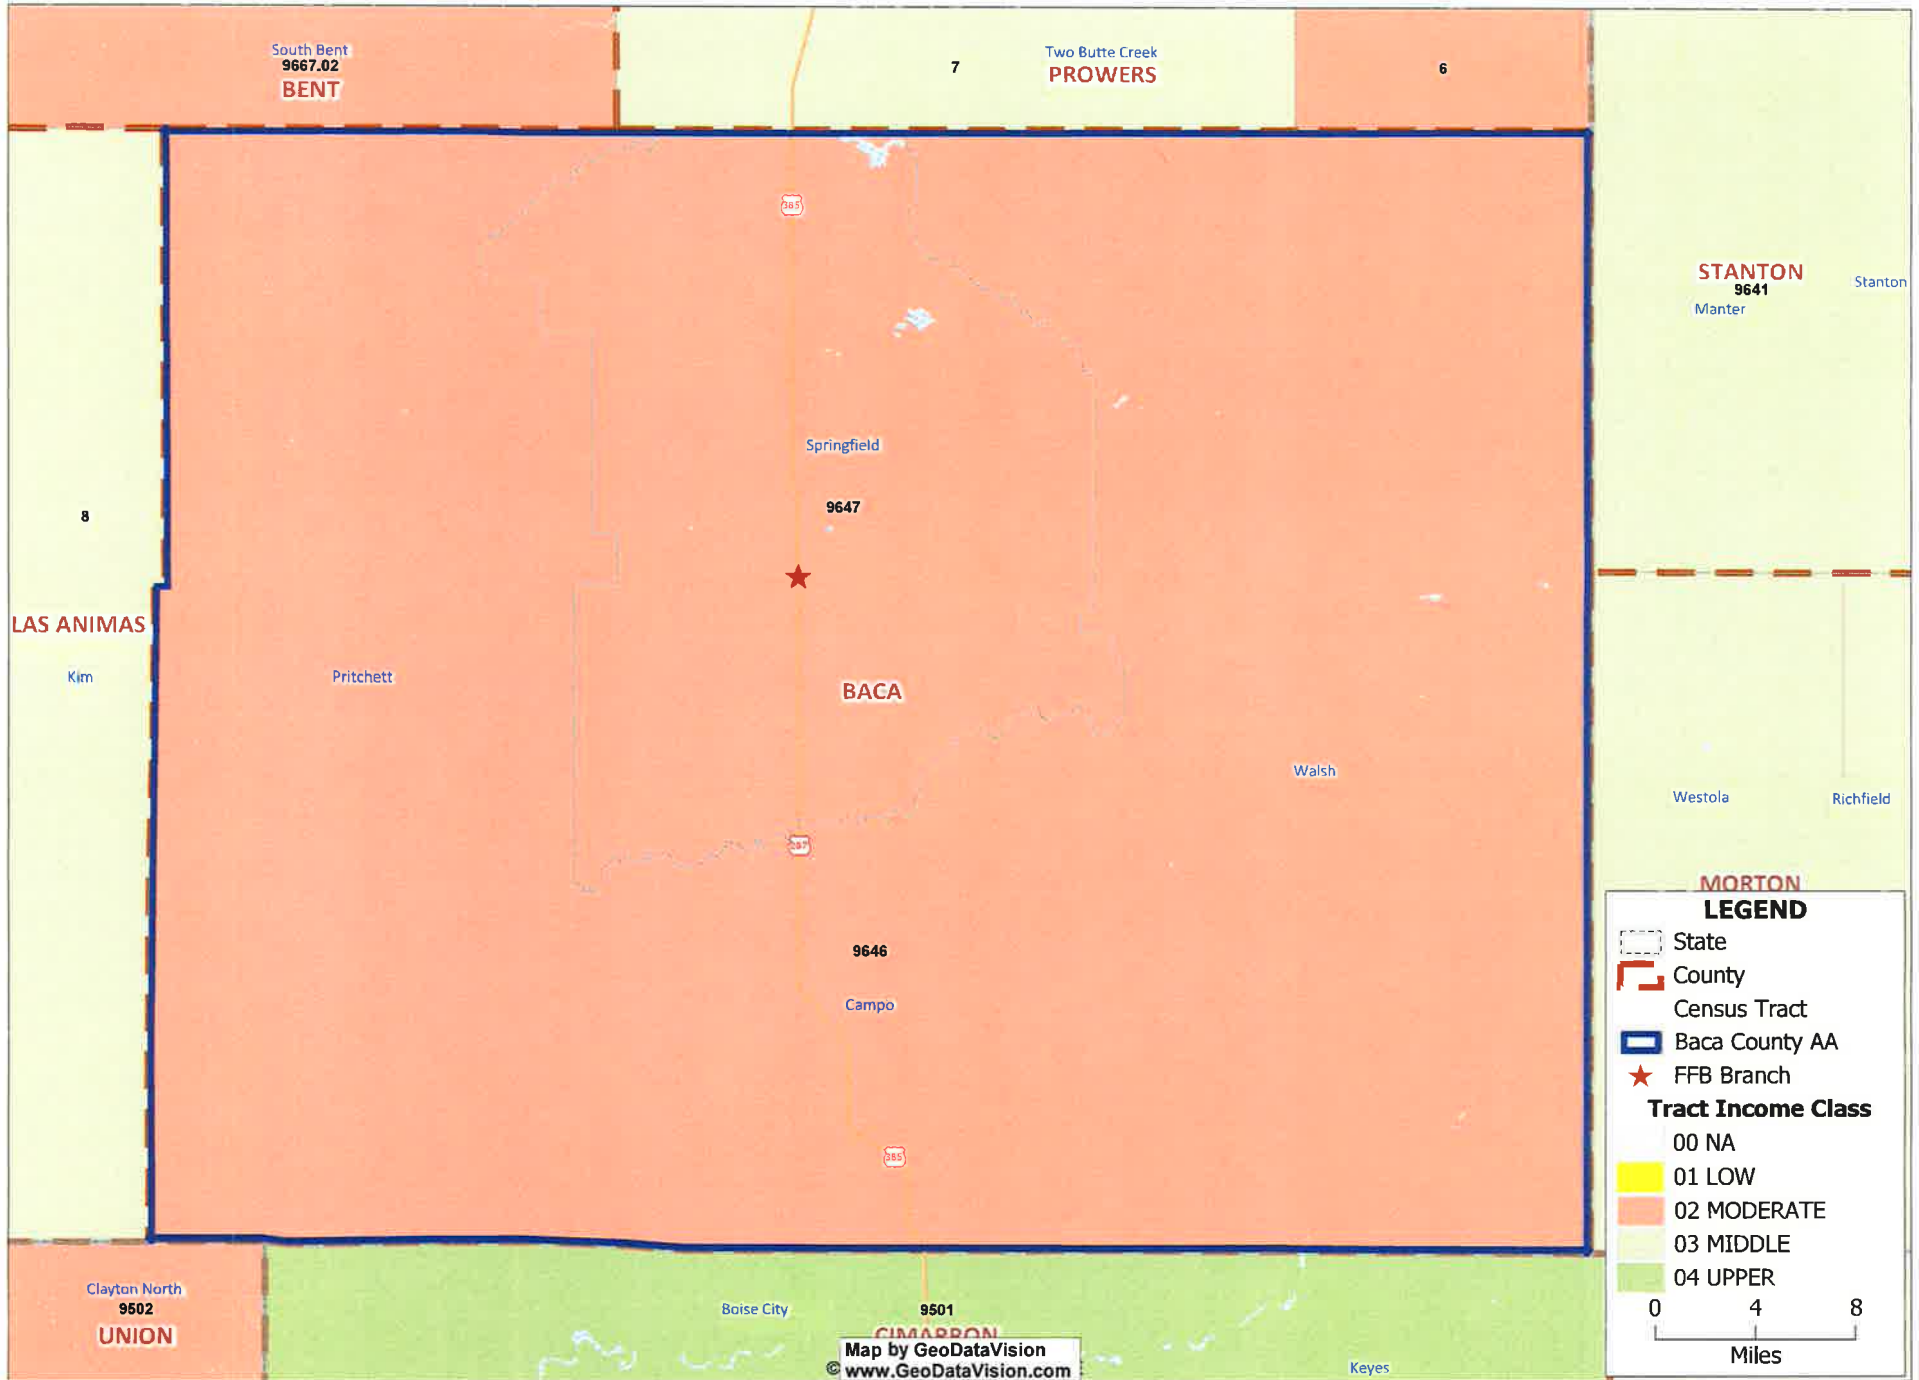 South Bent
9667.02
BENT
7
Two Butte Creek
PROWERS
6
385
STANTON
9641
Stanton
Manter
Springfield
9647
8
LAS ANIMAS
Kim
Pritchett
BACA
Walsh
Westola
Richfield
287
MORTON
9646
Campo
385
LEGEND
State
County
Census Tract
Baca County AA
FFB Branch
Tract Income Class
00 NA
01 LOW
02 MODERATE
03 MIDDLE
04 UPPER
0 4 8
Miles
Clayton North
9502
UNION
Boise City
9501
CIMARRON
Keyes
Map by GeoDataVision
© www.GeoDataVision.com